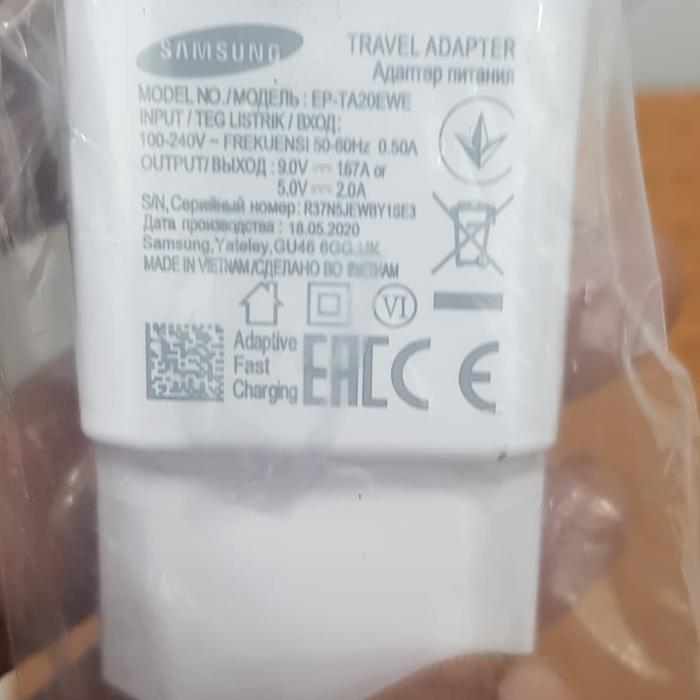 SAMSUNG
TRAVEL ADAPTER
Адаптер питания
MODEL NO./МОДЕЛЬ : EP-TA20EWE
INPUT / TEG LISTRIK / ВХОД:
100-240V ~ FREKUENSI 50-60Hz 0.50A
OUTPUT/ВЫХОД : 9.0V ⎓ 1.67A or
5.0V ⎓ 2.0A
S/N,Серийный номер: R37N5JEWBY1SE3
Дата производства : 18.05.2020
Samsung,Yateley,GU46 6GG.UK
MADE IN VIETNAM/СДЕЛАНО ВО ВЬЕТНАМ
VI
Adaptive
Fast
Charging
EAC
CE